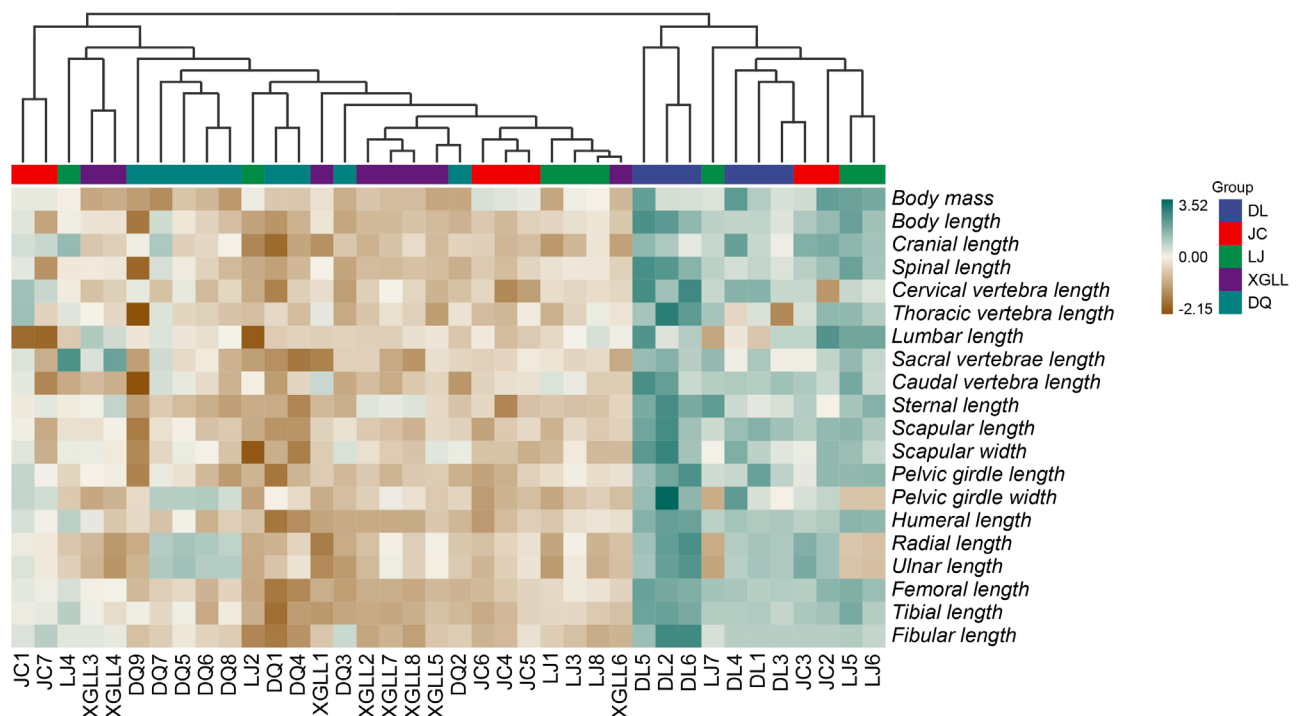 Body mass
Body length
Cranial length
Spinal length
Cervical vertebra length
Thoracic vertebra length
Lumbar length
Sacral vertebrae length
Caudal vertebra length
Sternal length
Scapular length
Scapular width
Pelvic girdle length
Pelvic girdle width
Humeral length
Radial length
Ulnar length
Femoral length
Tibial length
Fibular length
JC1
JC7
LJ4
XGLL3
XGLL4
DQ9
DQ7
DQ5
DQ6
DQ8
LJ2
DQ1
DQ4
XGLL1
DQ3
XGLL2
XGLL7
XGLL8
XGLL5
DQ2
JC6
JC4
JC5
LJ1
LJ3
LJ8
XGLL6
DL5
DL2
DL6
LJ7
DL4
DL1
DL3
JC3
JC2
LJ5
LJ6
3.52
0.00
-2.15
Group
DL
JC
LJ
XGLL
DQ